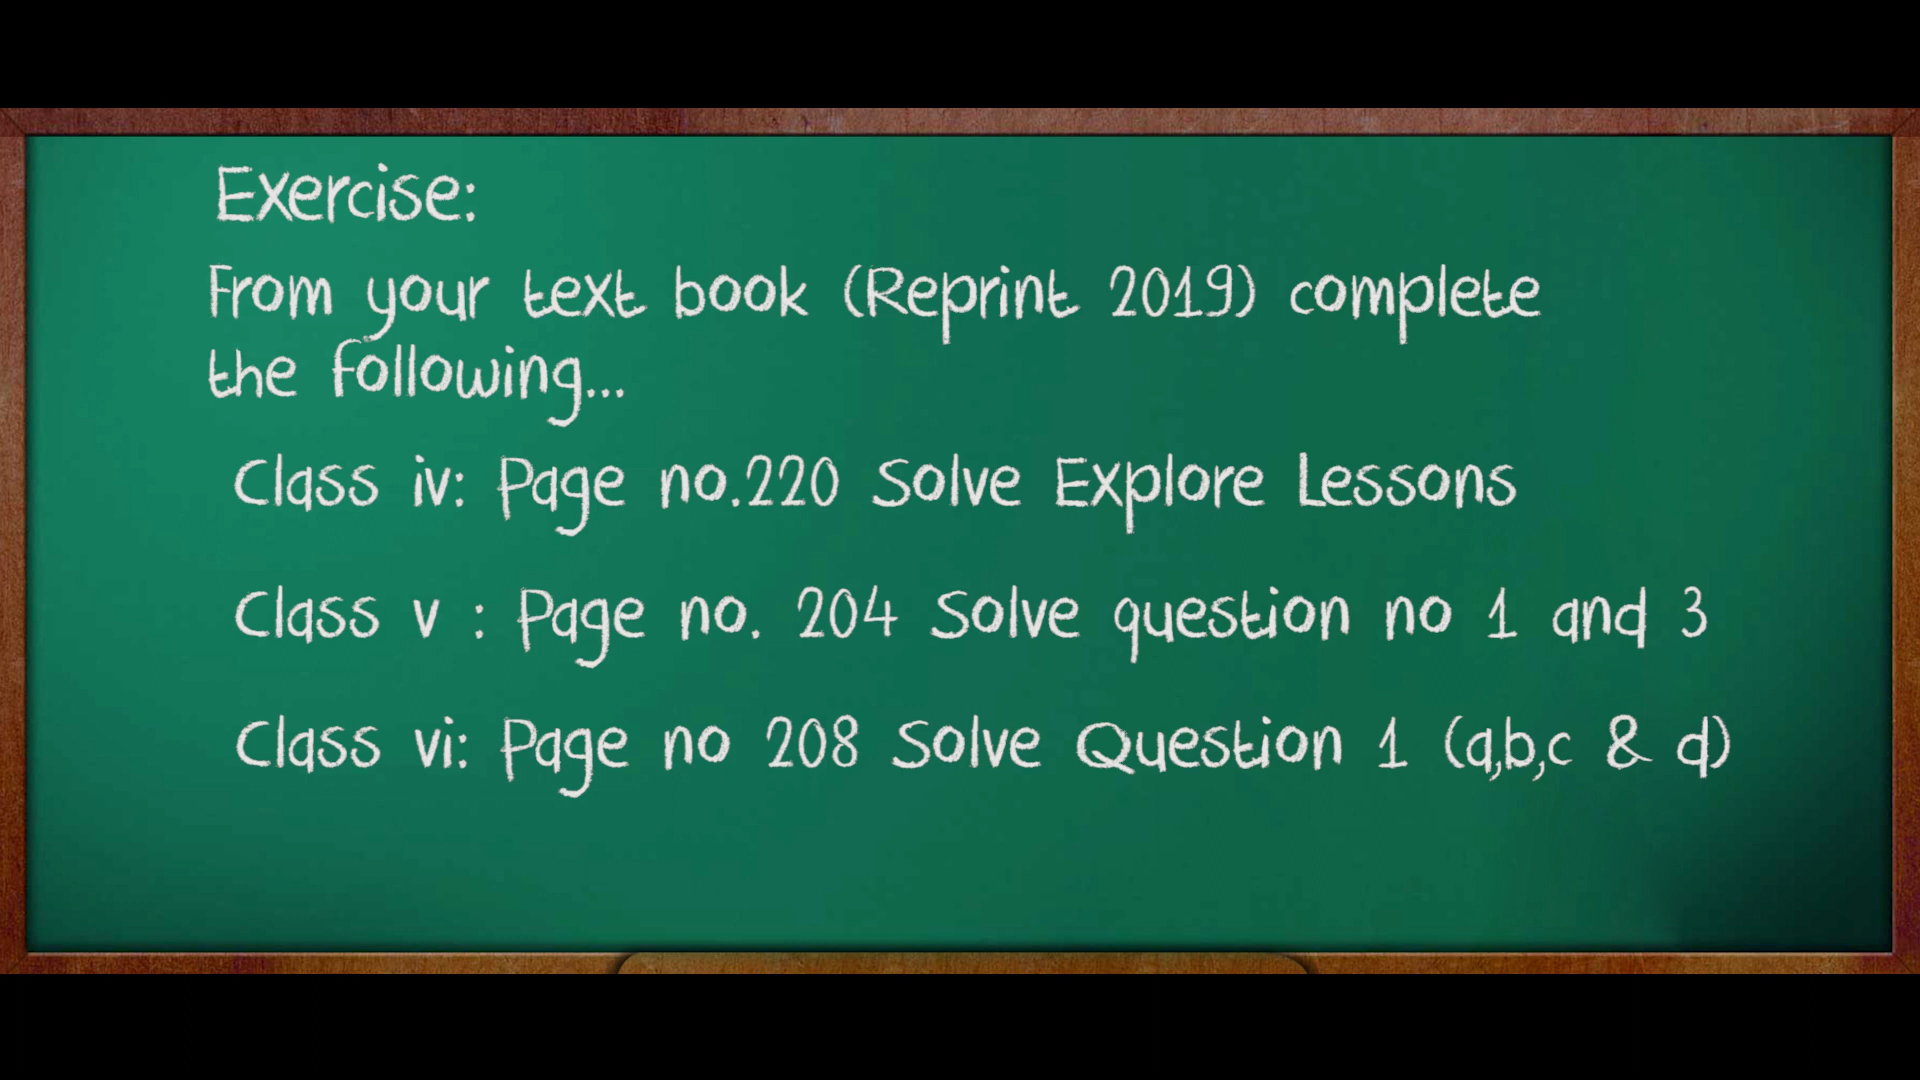 Exercise:
From your text book (Reprint 2019) complete
the following...
Class iv: Page no.220 Solve Explore Lessons
Class v : Page no. 204 Solve question no 1 and 3
Class vi: Page no 208 Solve Question 1 (a,b,c & d)